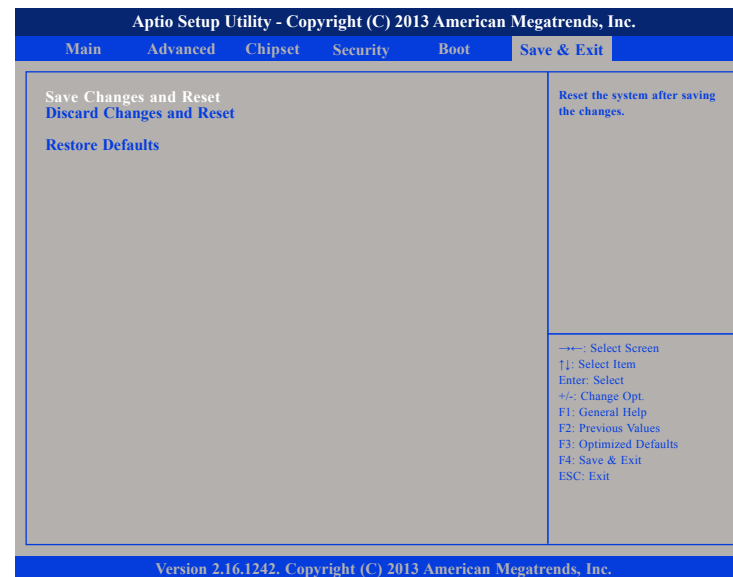 Aptio Setup Utility - Copyright (C) 2013 American Megatrends, Inc.
Main Advanced Chipset Security Boot Save & Exit
Save Changes and Reset
Discard Changes and Reset
Restore Defaults
Reset the system after saving
the changes.
→←: Select Screen
↑↓: Select Item
Enter: Select
+/-: Change Opt.
F1: General Help
F2: Previous Values
F3: Optimized Defaults
F4: Save & Exit
ESC: Exit
Version 2.16.1242. Copyright (C) 2013 American Megatrends, Inc.